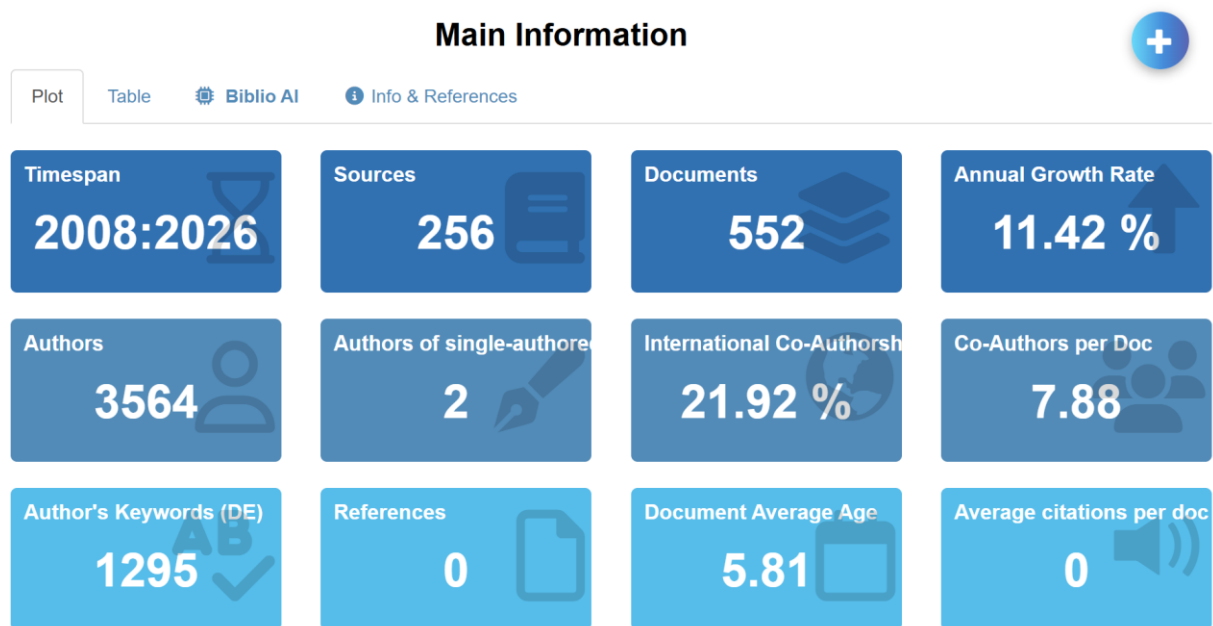 Main Information
Plot Table Biblio AI Info & References
Timespan Sources Documents Annual Growth Rate
2008:2026 256 552 11.42 %
Authors Authors of single-authored International Co-Authorsh Co-Authors per Doc
3564 2 21.92 % 7.88
Author's Keywords (DE) References Document Average Age Average citations per doc
1295 0 5.81 0